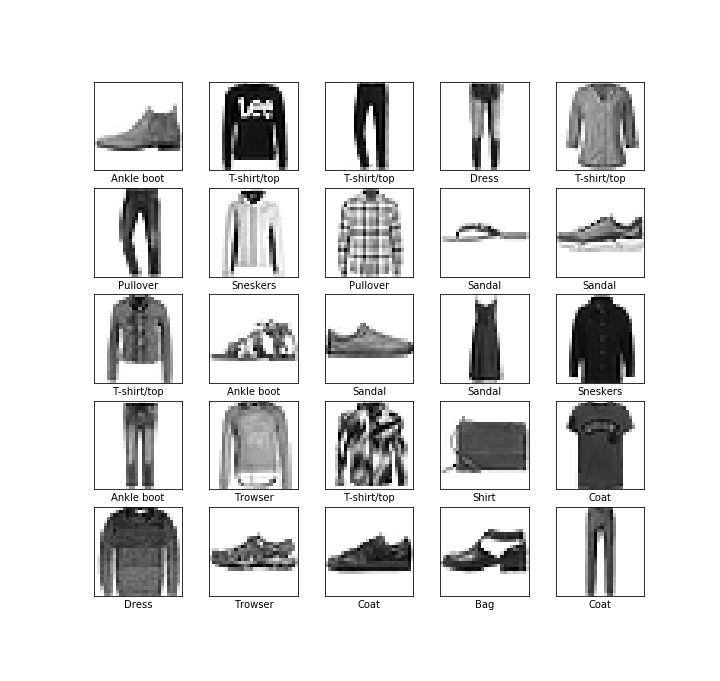 Lee
Ankle boot
T-shirt/top
T-shirt/top
Dress
T-shirt/top
Pullover
Sneskers
Pullover
Sandal
Sandal
T-shirt/top
Ankle boot
Sandal
Sandal
Sneskers
Ankle boot
Trowser
T-shirt/top
Shirt
Coat
Dress
Trowser
Coat
Bag
Coat